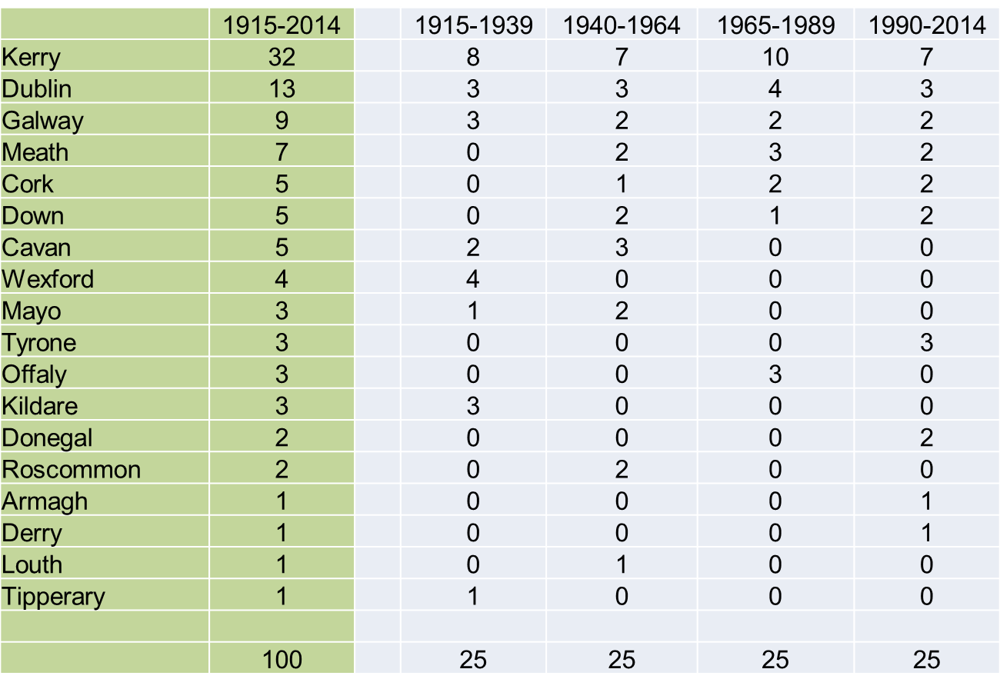 1915-2014 1915-1939 1940-1964 1965-1989 1990-2014
Kerry 32 8 7 10 7
Dublin 13 3 3 4 3
Galway 9 3 2 2 2
Meath 7 0 2 3 2
Cork 5 0 1 2 2
Down 5 0 2 1 2
Cavan 5 2 3 0 0
Wexford 4 4 0 0 0
Mayo 3 1 2 0 0
Tyrone 3 0 0 0 3
Offaly 3 0 0 3 0
Kildare 3 3 0 0 0
Donegal 2 0 0 0 2
Roscommon 2 0 2 0 0
Armagh 1 0 0 0 1
Derry 1 0 0 0 1
Louth 1 0 1 0 0
Tipperary 1 1 0 0 0
100 25 25 25 25